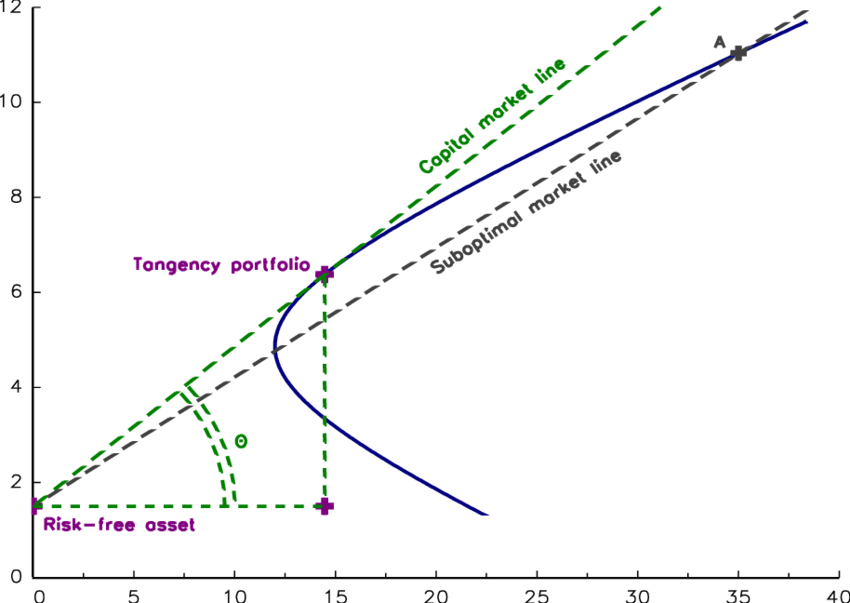 12
A
Capital market line
10
Suboptimal market line
8
Tangency portfolio
6
4
Θ
2
Risk-free asset
0
0 5 10 15 20 25 30 35 40